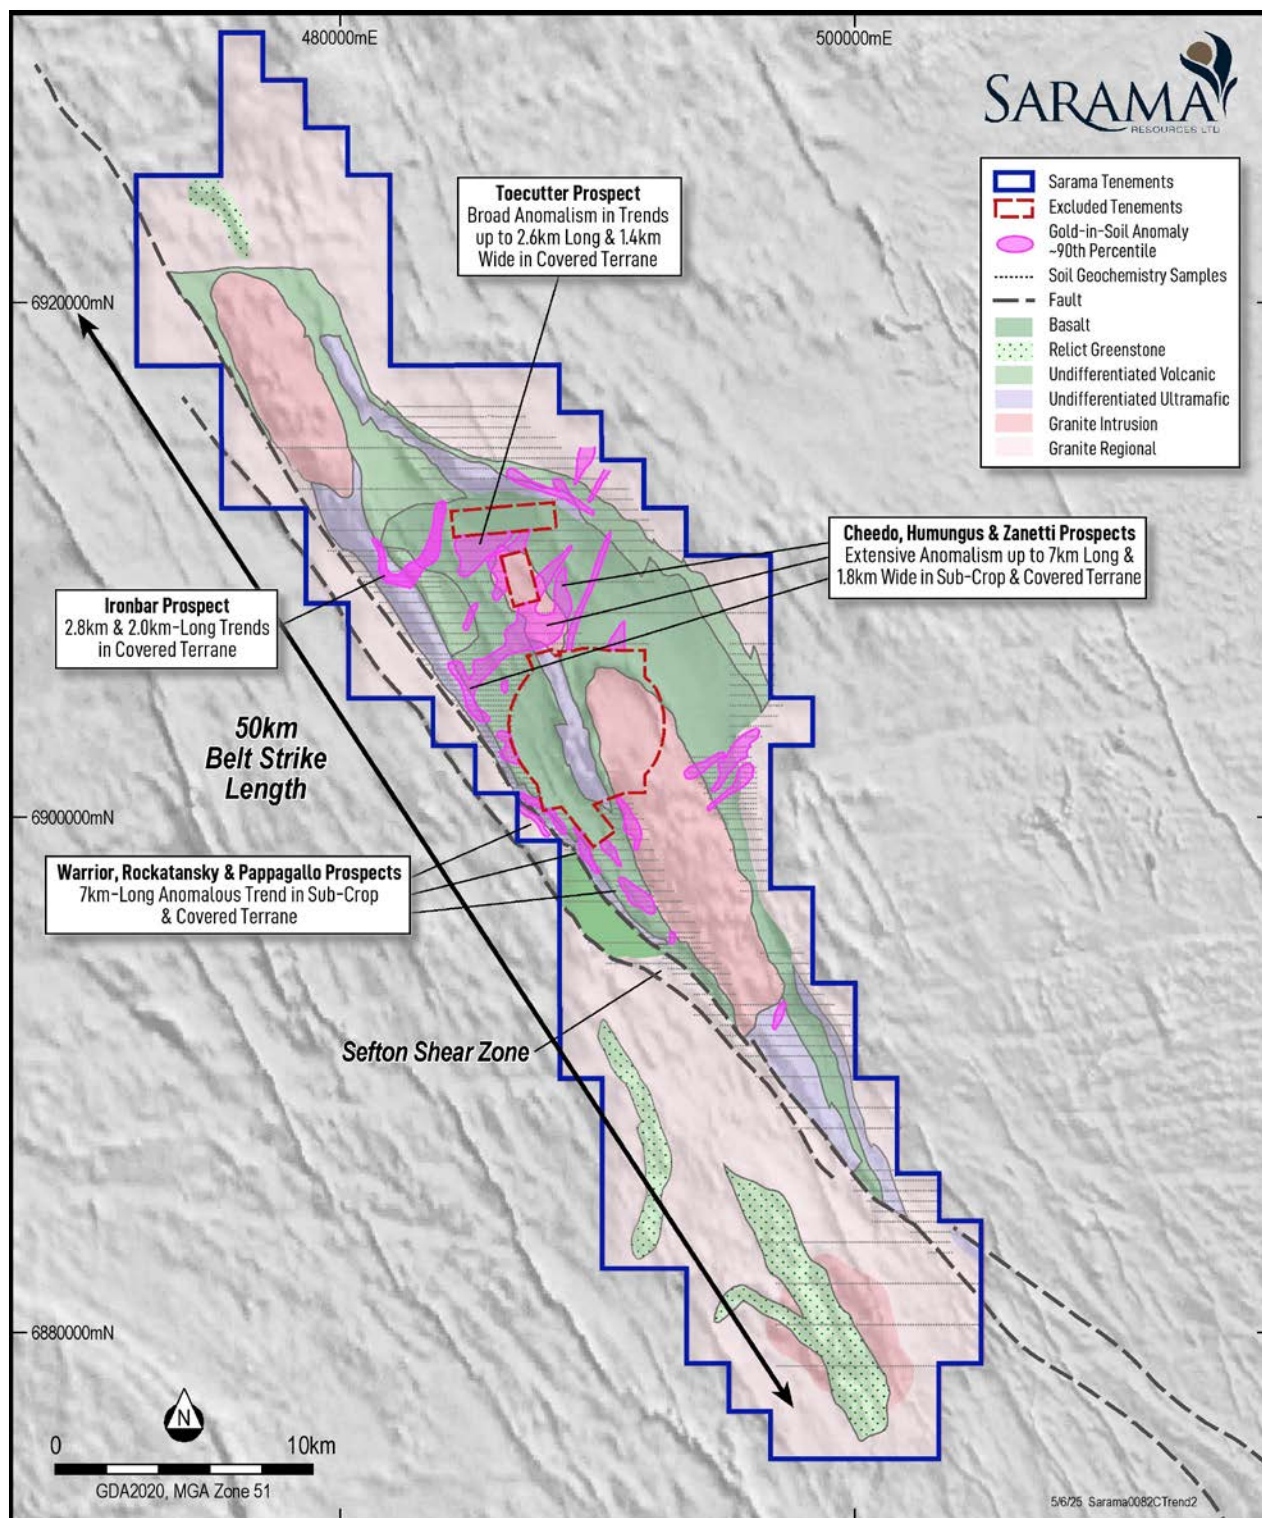 480000mE
500000mE
SARAMA
RESOURCES LTD
Sarama Tenements
Excluded Tenements
Gold-in-Soil Anomaly
~90th Percentile
Soil Geochemistry Samples
Fault
Basalt
Relict Greenstone
Undifferentiated Volcanic
Undifferentiated Ultramafic
Granite Intrusion
Granite Regional
Toecutter Prospect
Broad Anomalism in Trends
up to 2.6km Long & 1.4km
Wide in Covered Terrane
6920000mN
Cheedo, Humungus & Zanetti Prospects
Extensive Anomalism up to 7km Long &
1.8km Wide in Sub-Crop & Covered Terrane
Ironbar Prospect
2.8km & 2.0km-Long Trends
in Covered Terrane
50km
Belt Strike
Length
6900000mN
Warrior, Rockatansky & Pappagallo Prospects
7km-Long Anomalous Trend in Sub-Crop
& Covered Terrane
Sefton Shear Zone
6880000mN
N
0 10km
GDA2020, MGA Zone 51
5/6/25 Sarama0082CTrend2